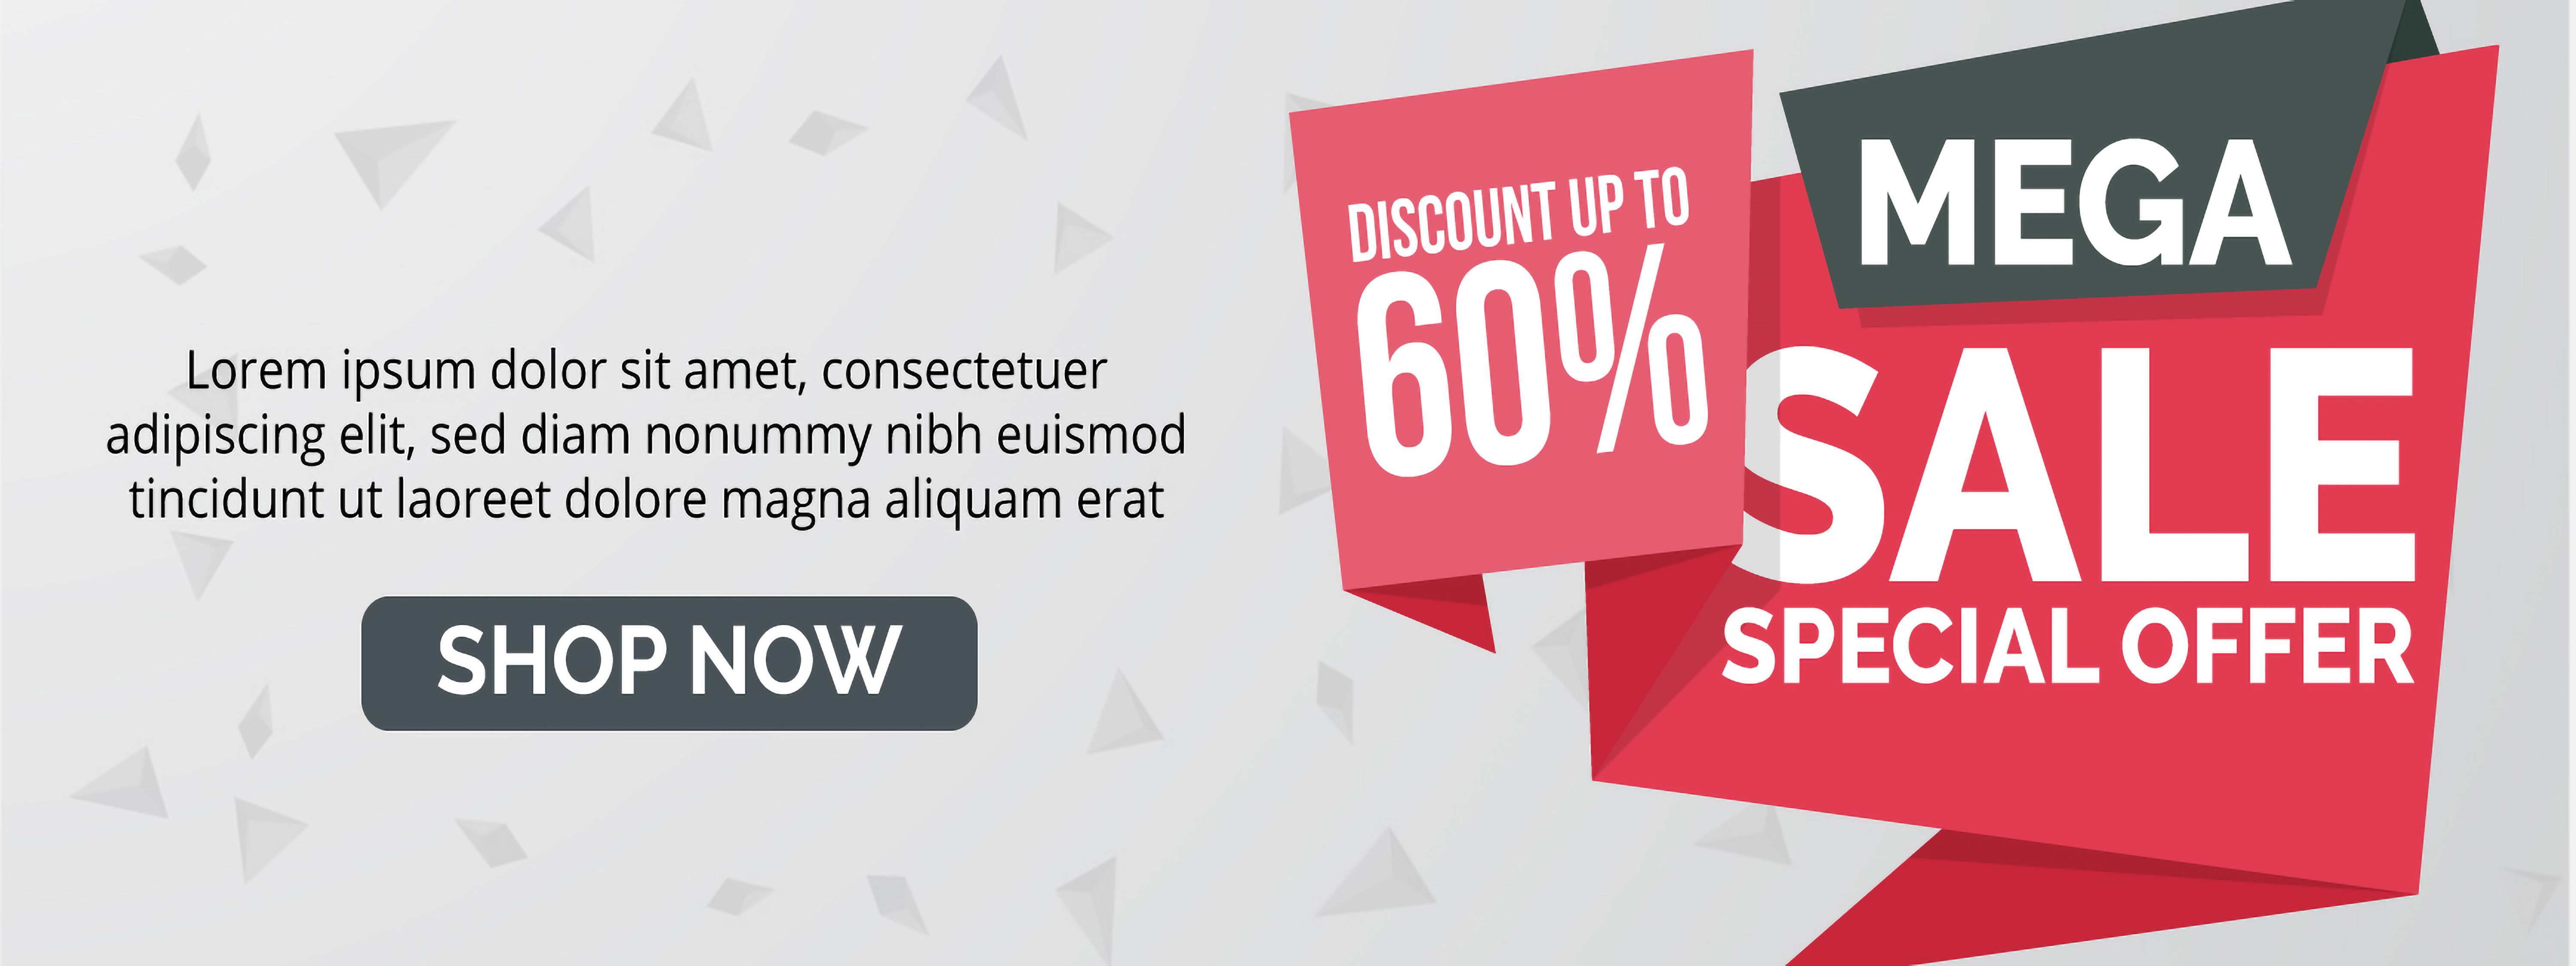 Lorem ipsum dolor sit amet, consectetuer
adipiscing elit, sed diam nonummy nibh euismod
tincidunt ut laoreet dolore magna aliquam erat
SHOP NOW
DISCOUNT UP TO
60%
MEGA
SALE
SPECIAL OFFER